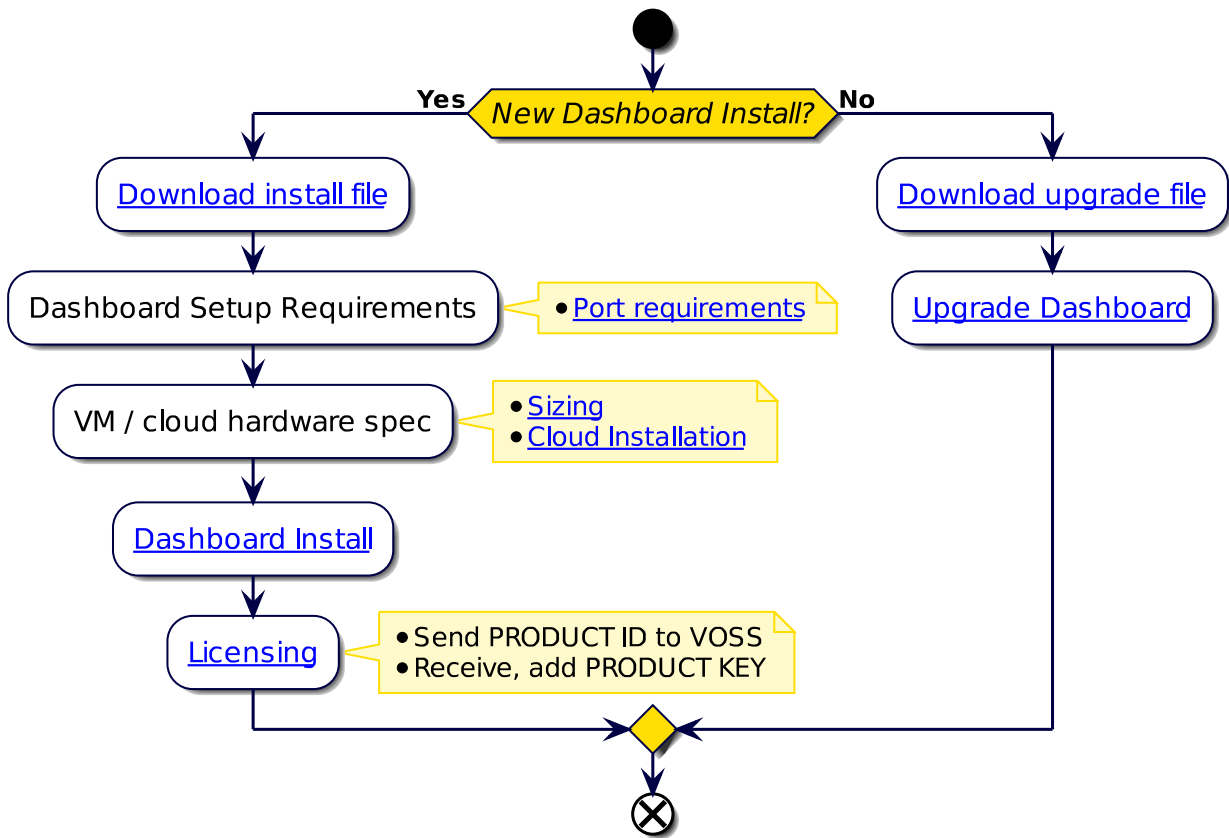 New Dashboard Install?
Yes
No
Download install file
Download upgrade file
Dashboard Setup Requirements
• Port requirements
Upgrade Dashboard
VM / cloud hardware spec
• Sizing
• Cloud Installation
Dashboard Install
Licensing
• Send PRODUCT ID to VOSS
• Receive, add PRODUCT KEY